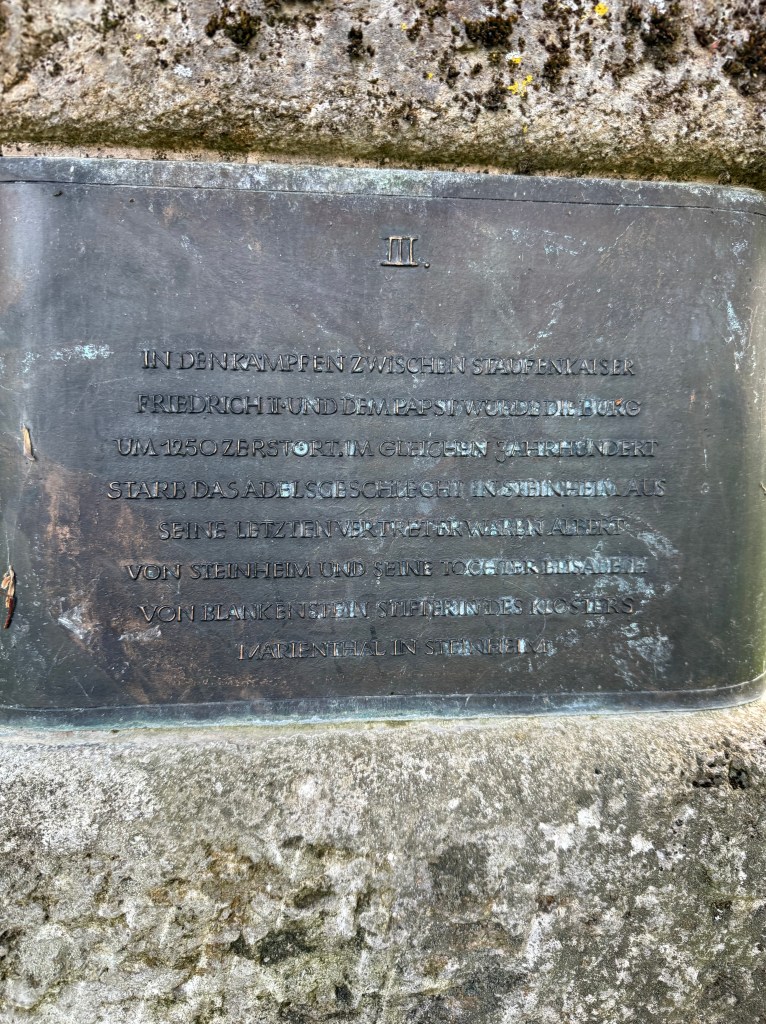 III.
IN DEN KÄMPFEN ZWISCHEN STAUFENKAISER
FRIEDRICH II·UND DEM PAPST WURDE DIE BURG
UM 1250 ZERSTÖRT. IM GLEICHEN JAHRHUNDERT
STARB DAS ADELSGESCHLECHT IN STEINHEIM AUS
SEINE LETZTEN VERTRETER WAREN ALBERT
VON STEINHEIM UND SEINE TOCHTER ELISABETH
VON BLANKENSTEIN STIFTERIN DES KLOSTERS
MARIENTHAL IN STEINHEIM